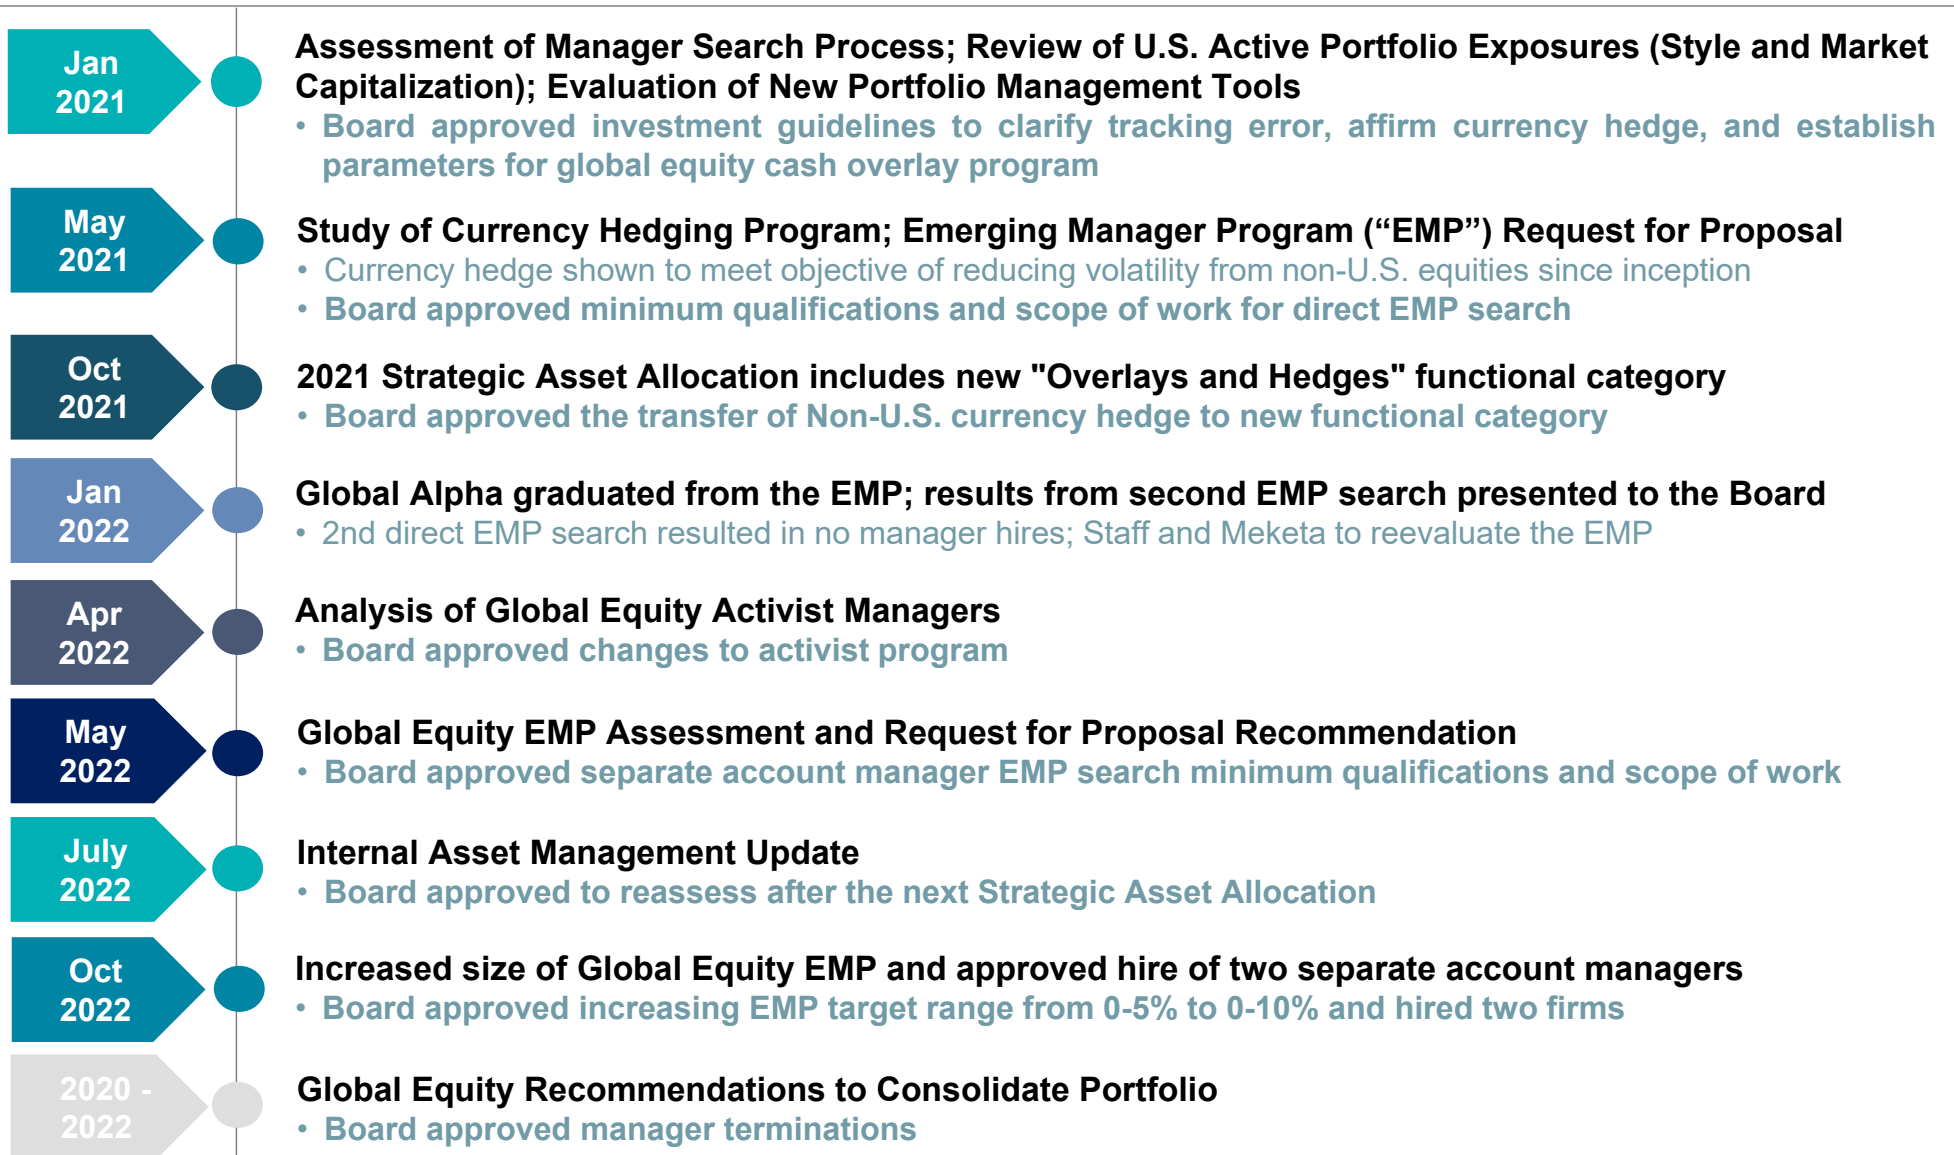 Jan
2021
Assessment of Manager Search Process; Review of U.S. Active Portfolio Exposures (Style and Market
Capitalization); Evaluation of New Portfolio Management Tools
• Board approved investment guidelines to clarify tracking error, affirm currency hedge, and establish
parameters for global equity cash overlay program
May
2021
Study of Currency Hedging Program; Emerging Manager Program (“EMP”) Request for Proposal
• Currency hedge shown to meet objective of reducing volatility from non-U.S. equities since inception
• Board approved minimum qualifications and scope of work for direct EMP search
Oct
2021
2021 Strategic Asset Allocation includes new "Overlays and Hedges" functional category
• Board approved the transfer of Non-U.S. currency hedge to new functional category
Jan
2022
Global Alpha graduated from the EMP; results from second EMP search presented to the Board
• 2nd direct EMP search resulted in no manager hires; Staff and Meketa to reevaluate the EMP
Apr
2022
Analysis of Global Equity Activist Managers
• Board approved changes to activist program
May
2022
Global Equity EMP Assessment and Request for Proposal Recommendation
• Board approved separate account manager EMP search minimum qualifications and scope of work
July
2022
Internal Asset Management Update
• Board approved to reassess after the next Strategic Asset Allocation
Oct
2022
Increased size of Global Equity EMP and approved hire of two separate account managers
• Board approved increasing EMP target range from 0-5% to 0-10% and hired two firms
2020 -
2022
Global Equity Recommendations to Consolidate Portfolio
• Board approved manager terminations